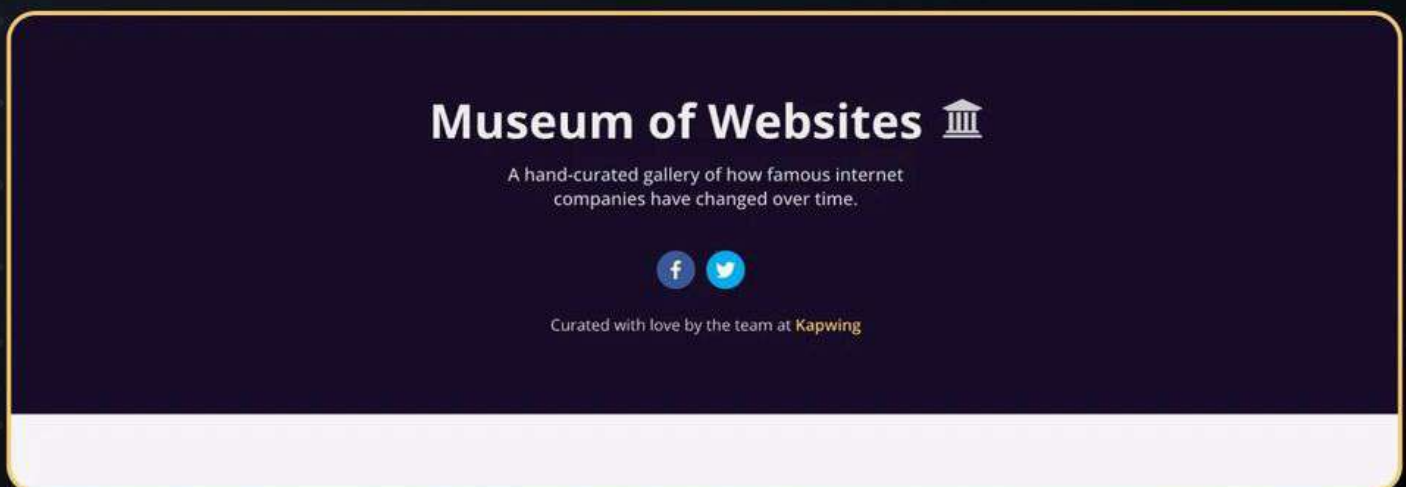 Museum of Websites
A hand-curated gallery of how famous internet
companies have changed over time.
Curated with love by the team at Kapwing